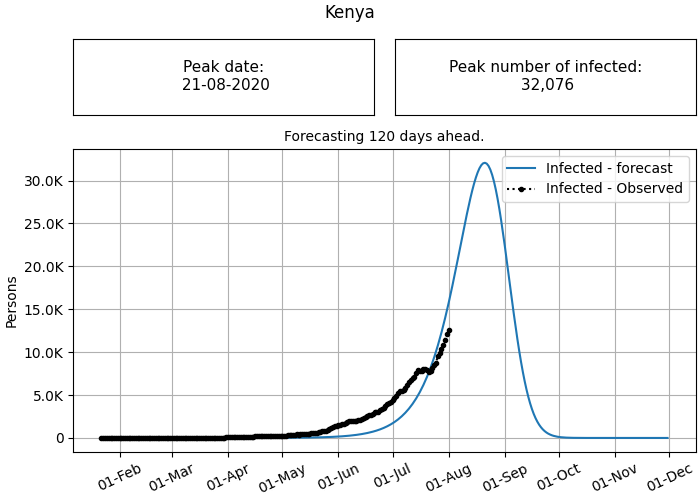 Kenya
Peak date:
21-08-2020
Peak number of infected:
32,076
Forecasting 120 days ahead.
Infected - forecast
Infected - Observed
30.0K
25.0K
20.0K
15.0K
10.0K
5.0K
0
Persons
01-Feb
01-Mar
01-Apr
01-May
01-Jun
01-Jul
01-Aug
01-Sep
01-Oct
01-Nov
01-Dec